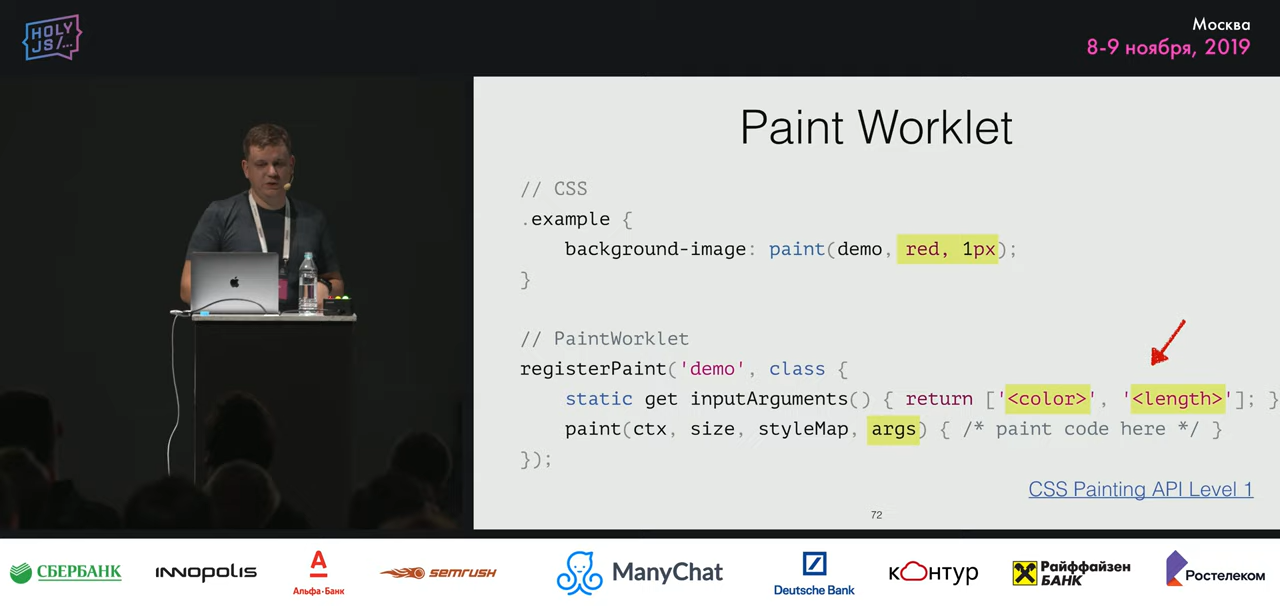 HOLY
JS/...
Москва
8-9 ноября, 2019
Paint Worklet
// CSS
.example {
background-image: paint(demo, red, 1px);
}
// PaintWorklet
registerPaint('demo', class {
static get inputArguments() { return ['<color>', '<length>']; }
paint(ctx, size, styleMap, args) { /* paint code here */ }
});
CSS Painting API Level 1
72
СБЕРБАНК
INNOPOLIS
А
Альфа·Банк
semrush
ManyChat
Deutsche Bank
контур
Райффайзен
БАНК
Ростелеком